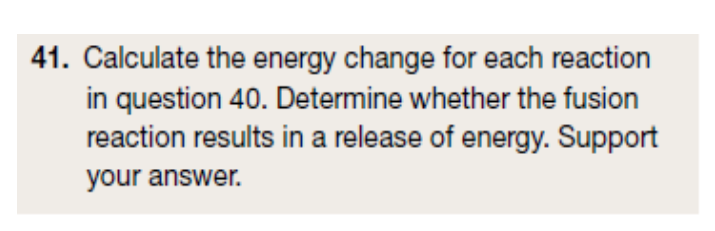 41. Calculate the energy change for each reaction
in question 40. Determine whether the fusion
reaction results in a release of energy. Support
your answer.